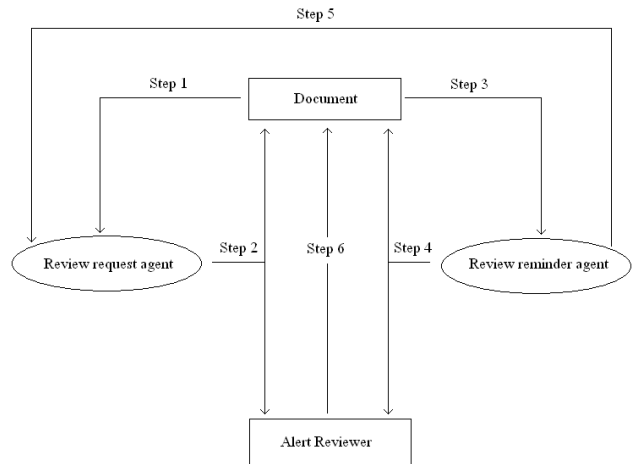 Step 5
Step 1
Document
Step 3
Review request agent
Step 2
Step 6
Step 4
Review reminder agent
Alert Reviewer